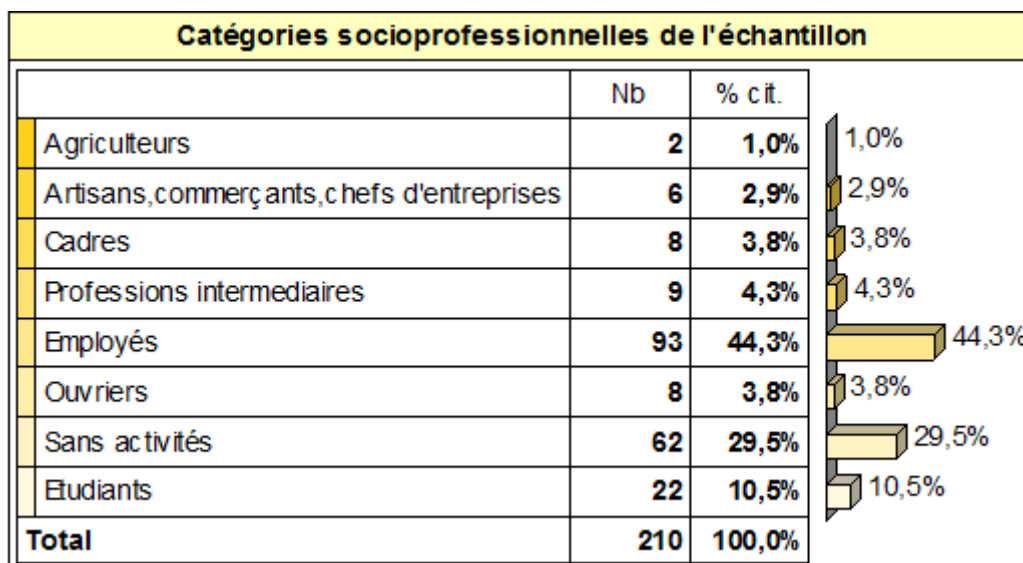 Catégories socioprofessionnelles de l'échantillon
Nb % cit.
Agriculteurs 2 1,0% 1,0%
Artisans,commerçants,chefs d'entreprises 6 2,9% 2,9%
Cadres 8 3,8% 3,8%
Professions intermediaires 9 4,3% 4,3%
Employés 93 44,3% 44,3%
Ouvriers 8 3,8% 3,8%
Sans activités 62 29,5% 29,5%
Etudiants 22 10,5% 10,5%
Total 210 100,0%